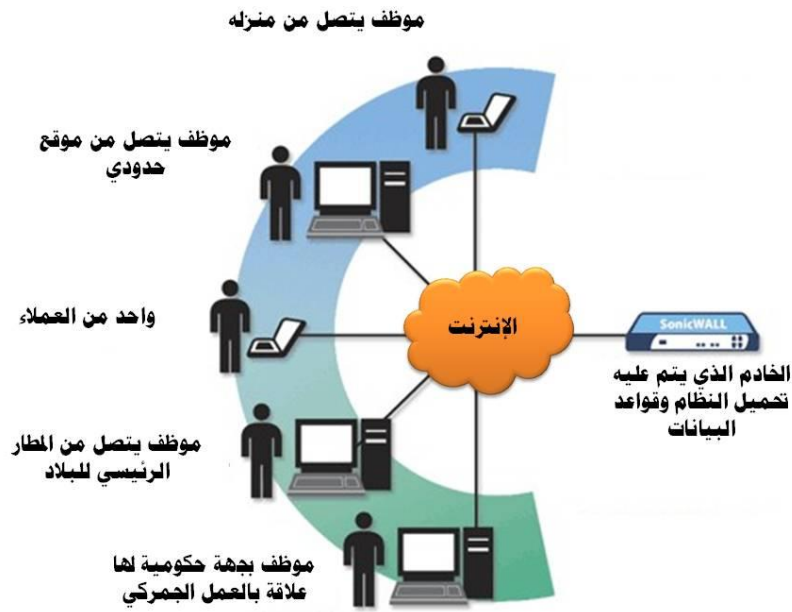 موظف يتصل من منزله
موظف يتصل من موقع
حدودي
واحد من العملاء
الإنترنت
SonicWALL
الخادم الذي يتم عليه
تحميل النظام وقواعد
البيانات
موظف يتصل من المطار
الرئيسي للبلاد
موظف بجهة حكومية لها
علاقة بالعمل الجمركي